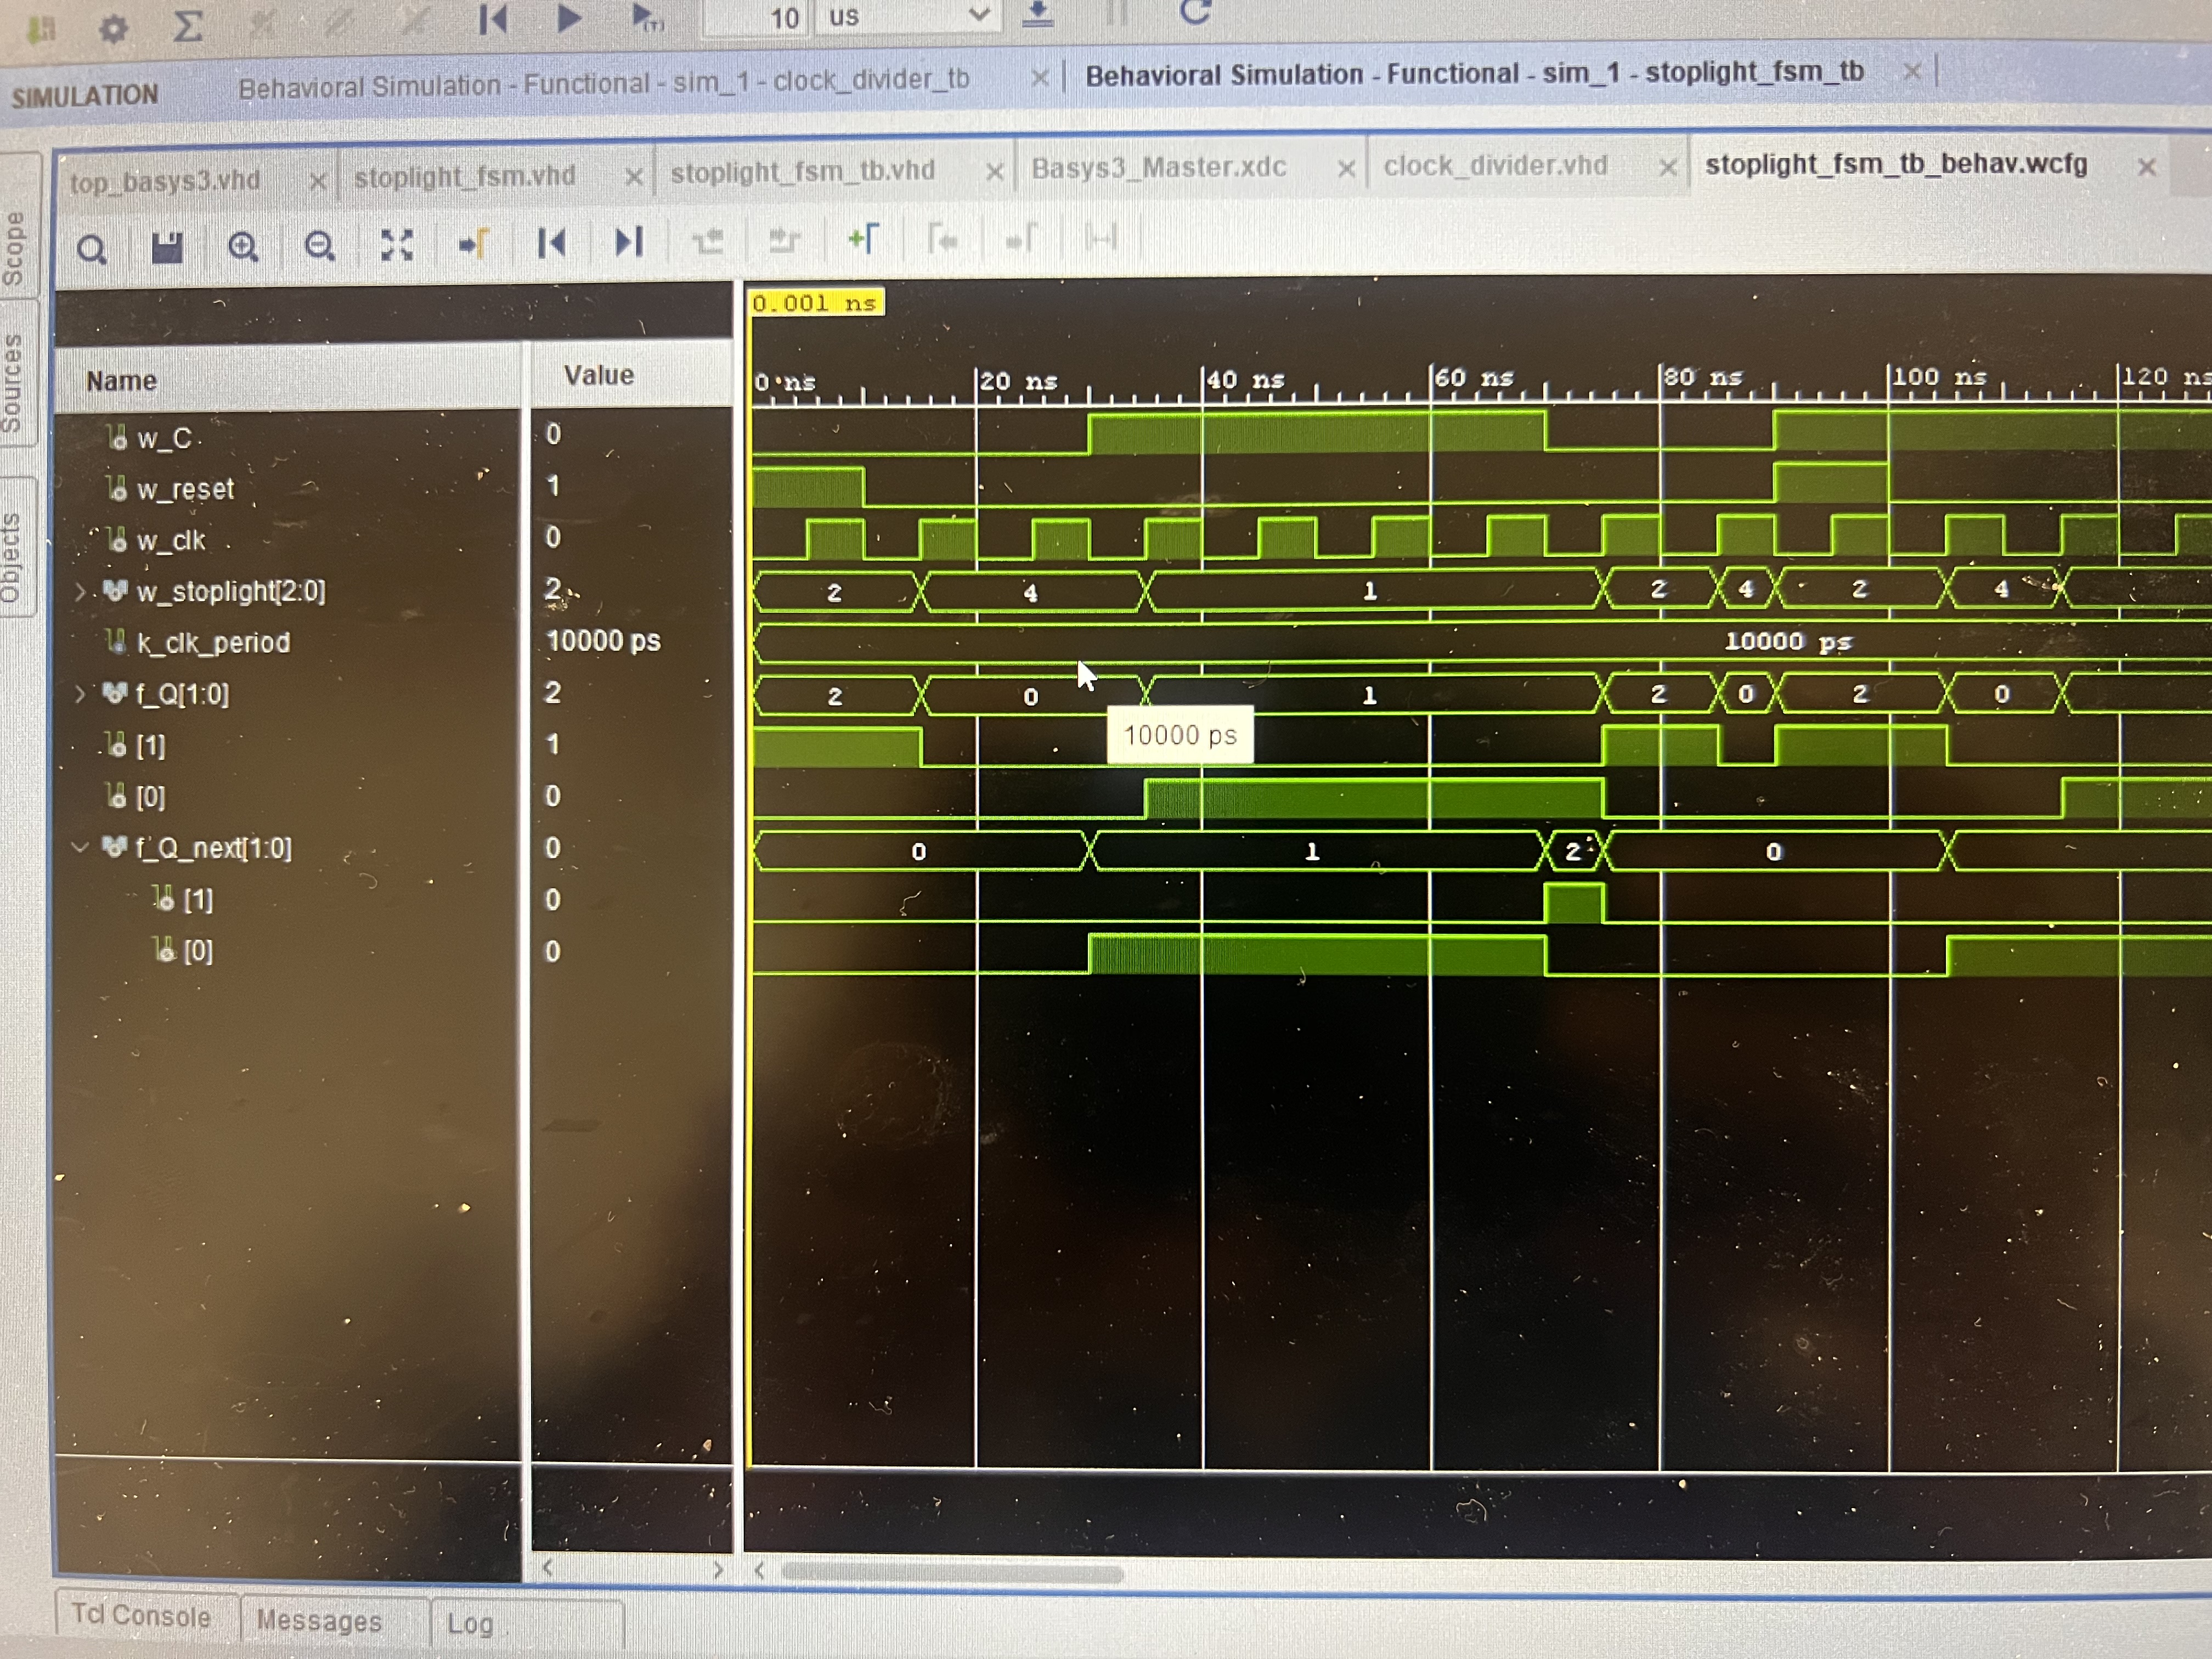 10 us
SIMULATION Behavioral Simulation - Functional - sim_1 - clock_divider_tb Behavioral Simulation - Functional - sim_1 - stoplight_fsm_tb
top_basys3.vhd stoplight_fsm.vhd stoplight_fsm_tb.vhd Basys3_Master.xdc clock_divider.vhd stoplight_fsm_tb_behav.wcfg
Scope
Sources
Objects
0.001 ns
Name Value 0 ns 20 ns 40 ns 60 ns 80 ns 100 ns 120 ns
w_C 0
w_reset 1
w_clk 0
w_stoplight[2:0] 2 2 4 1 2 4 2 4
k_clk_period 10000 ps 10000 ps
f_Q[1:0] 2 2 0 1 2 0 2 0
[1] 1 10000 ps
[0] 0
f_Q_next[1:0] 0 0 1 2 0
[1] 0
[0] 0
Tcl Console Messages Log